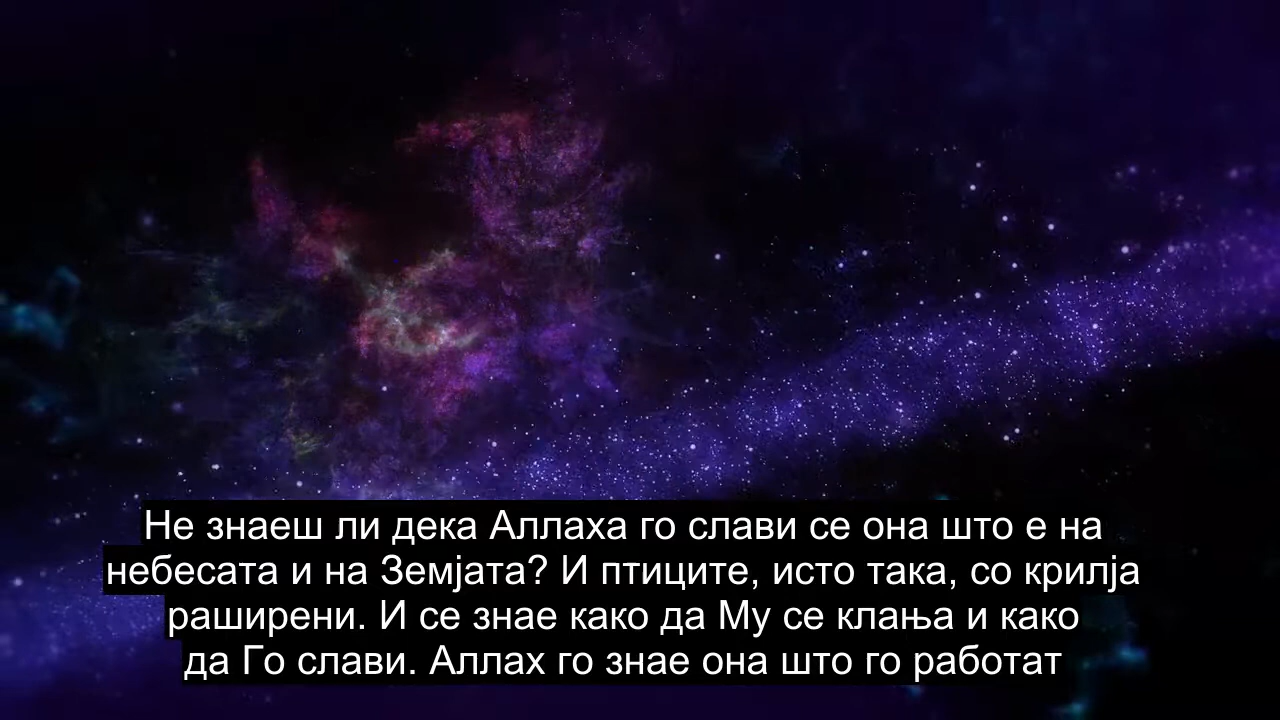 Не знаеш ли дека Аллаха го слави се она што е на
небесата и на Земјата? И птиците, исто така, со крилја
раширени. И се знае како да Му се клања и како
да Го слави. Аллах го знае она што го работат